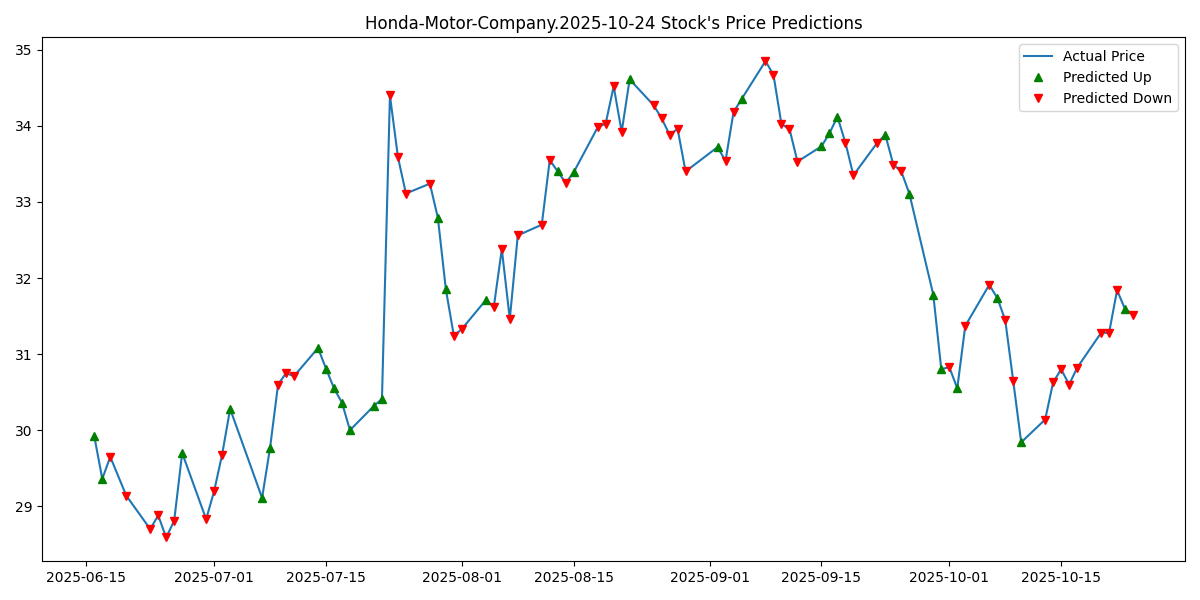 Honda-Motor-Company.2025-10-24 Stock's Price Predictions
Actual Price
Predicted Up
Predicted Down
35
34
33
32
31
30
29
2025-06-15 2025-07-01 2025-07-15 2025-08-01 2025-08-15 2025-09-01 2025-09-15 2025-10-01 2025-10-15